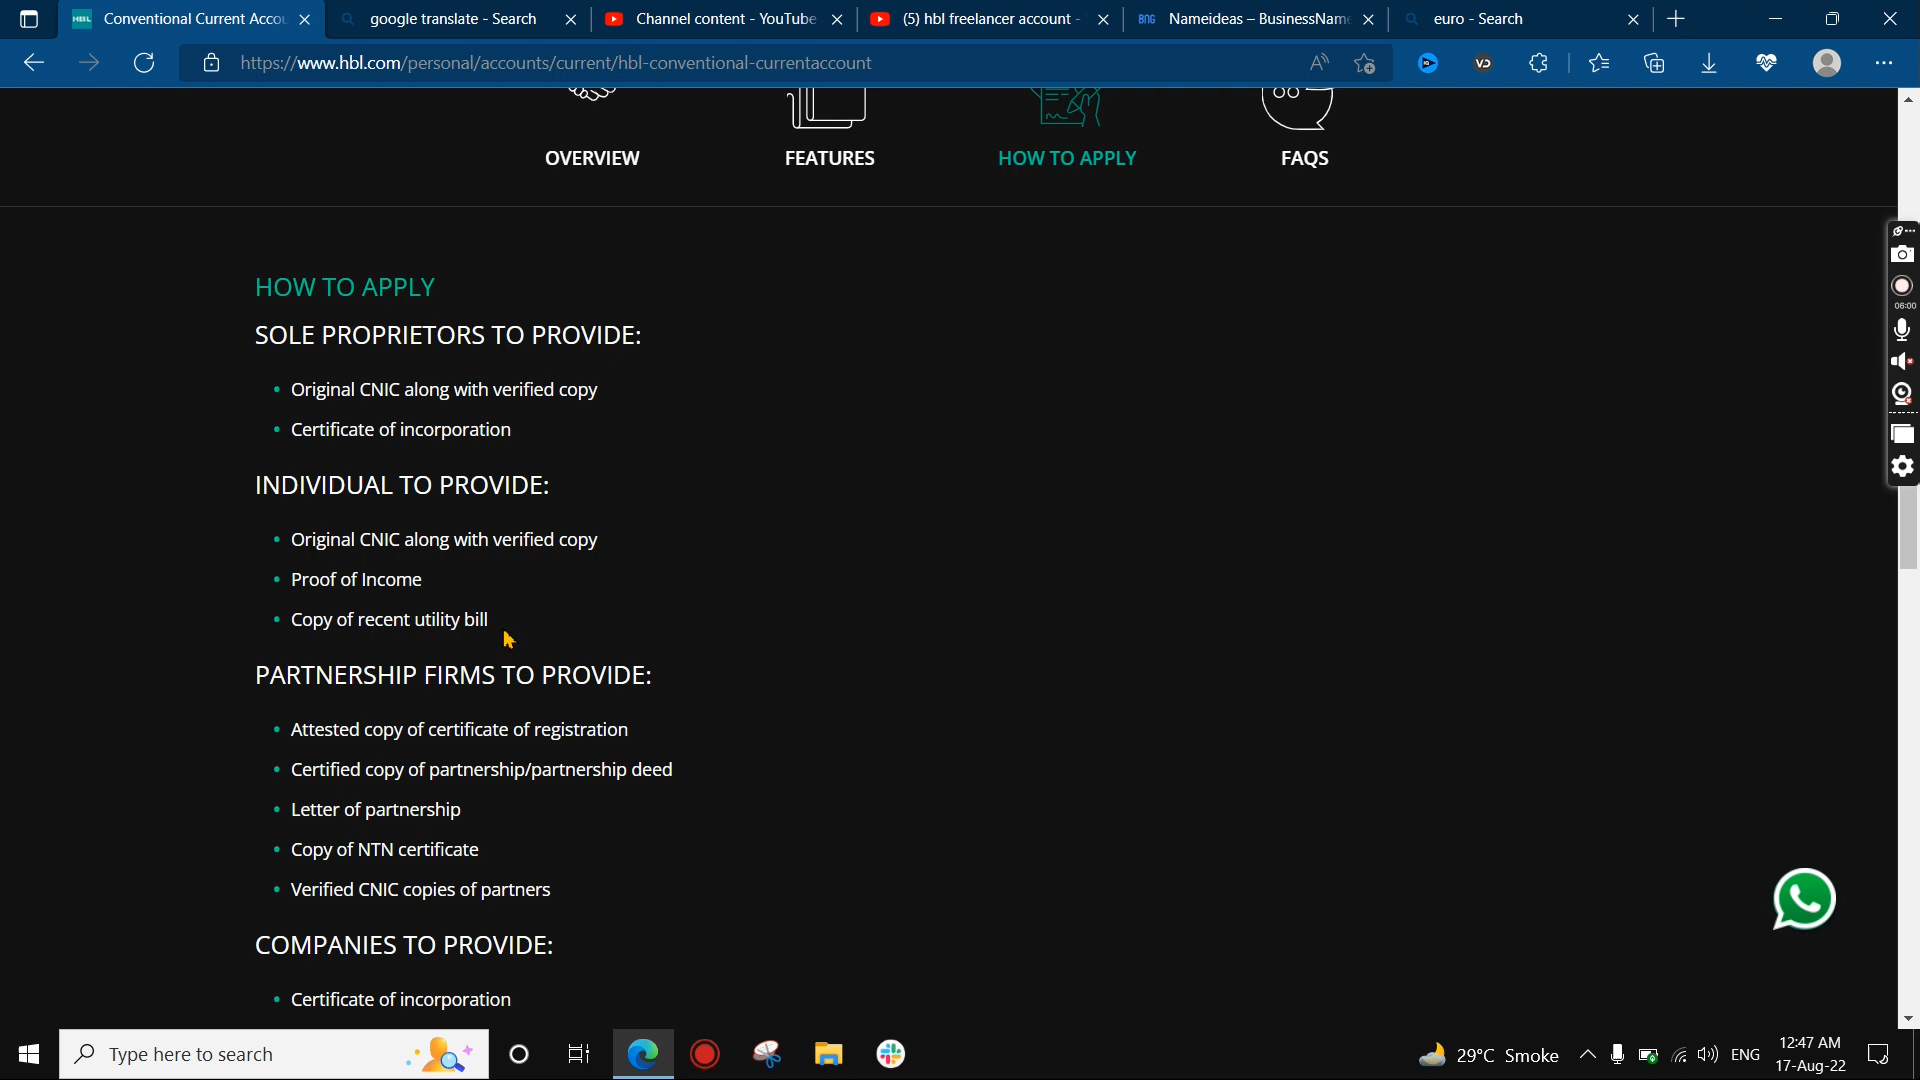 Conventional Current Accou
google translate - Search
Channel content - YouTube
(5) hbl freelancer account -
BNG Nameideas – BusinessName
euro - Search
https://www.hbl.com/personal/accounts/current/hbl-conventional-currentaccount
VD
OVERVIEW
FEATURES
HOW TO APPLY
FAQS
HOW TO APPLY
SOLE PROPRIETORS TO PROVIDE:
• Original CNIC along with verified copy
• Certificate of incorporation
INDIVIDUAL TO PROVIDE:
• Original CNIC along with verified copy
• Proof of Income
• Copy of recent utility bill
PARTNERSHIP FIRMS TO PROVIDE:
• Attested copy of certificate of registration
• Certified copy of partnership/partnership deed
• Letter of partnership
• Copy of NTN certificate
• Verified CNIC copies of partners
COMPANIES TO PROVIDE:
• Certificate of incorporation
06:00
Type here to search
29°C Smoke
ENG
12:47 AM
17-Aug-22